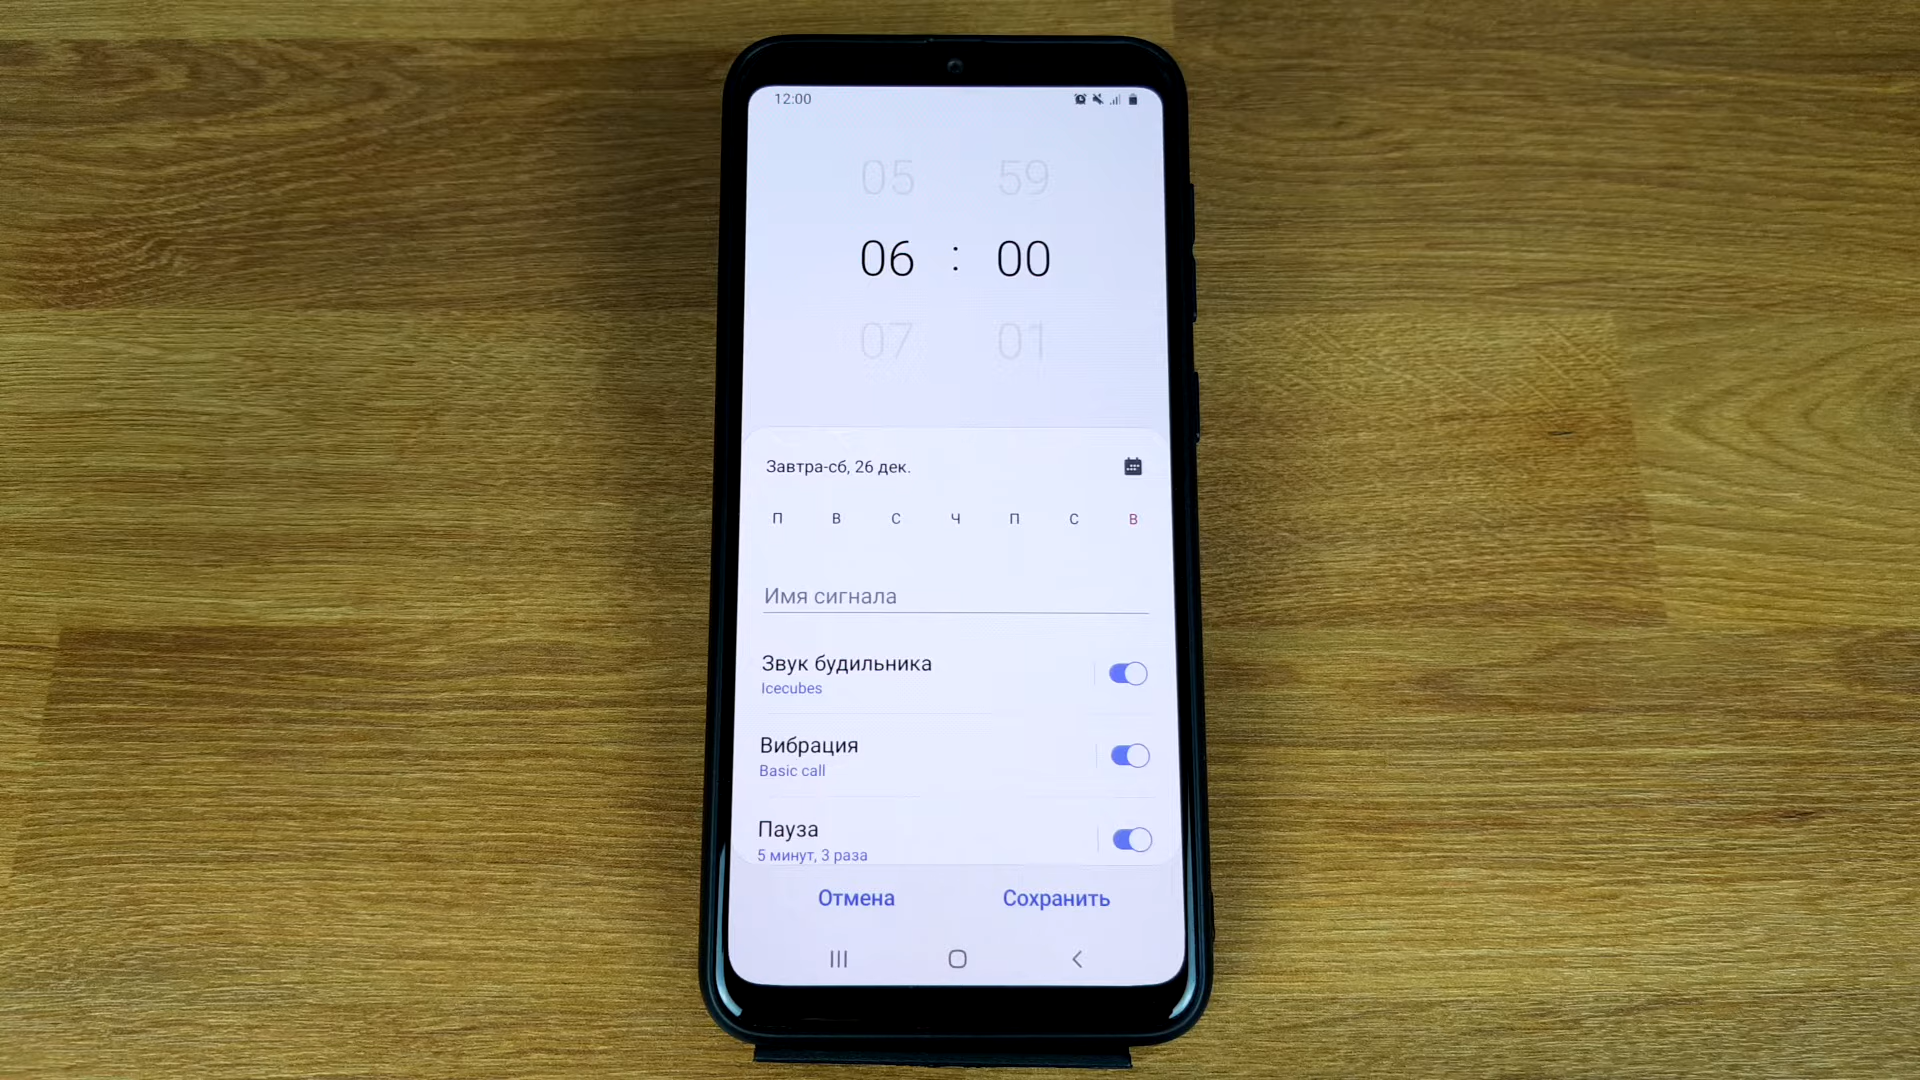 12:00
05 59
06 : 00
07 01
Завтра-сб, 26 дек.
П В С Ч П С В
Имя сигнала
Звук будильника
Icecubes
Вибрация
Basic call
Пауза
5 минут, 3 раза
Отмена Сохранить